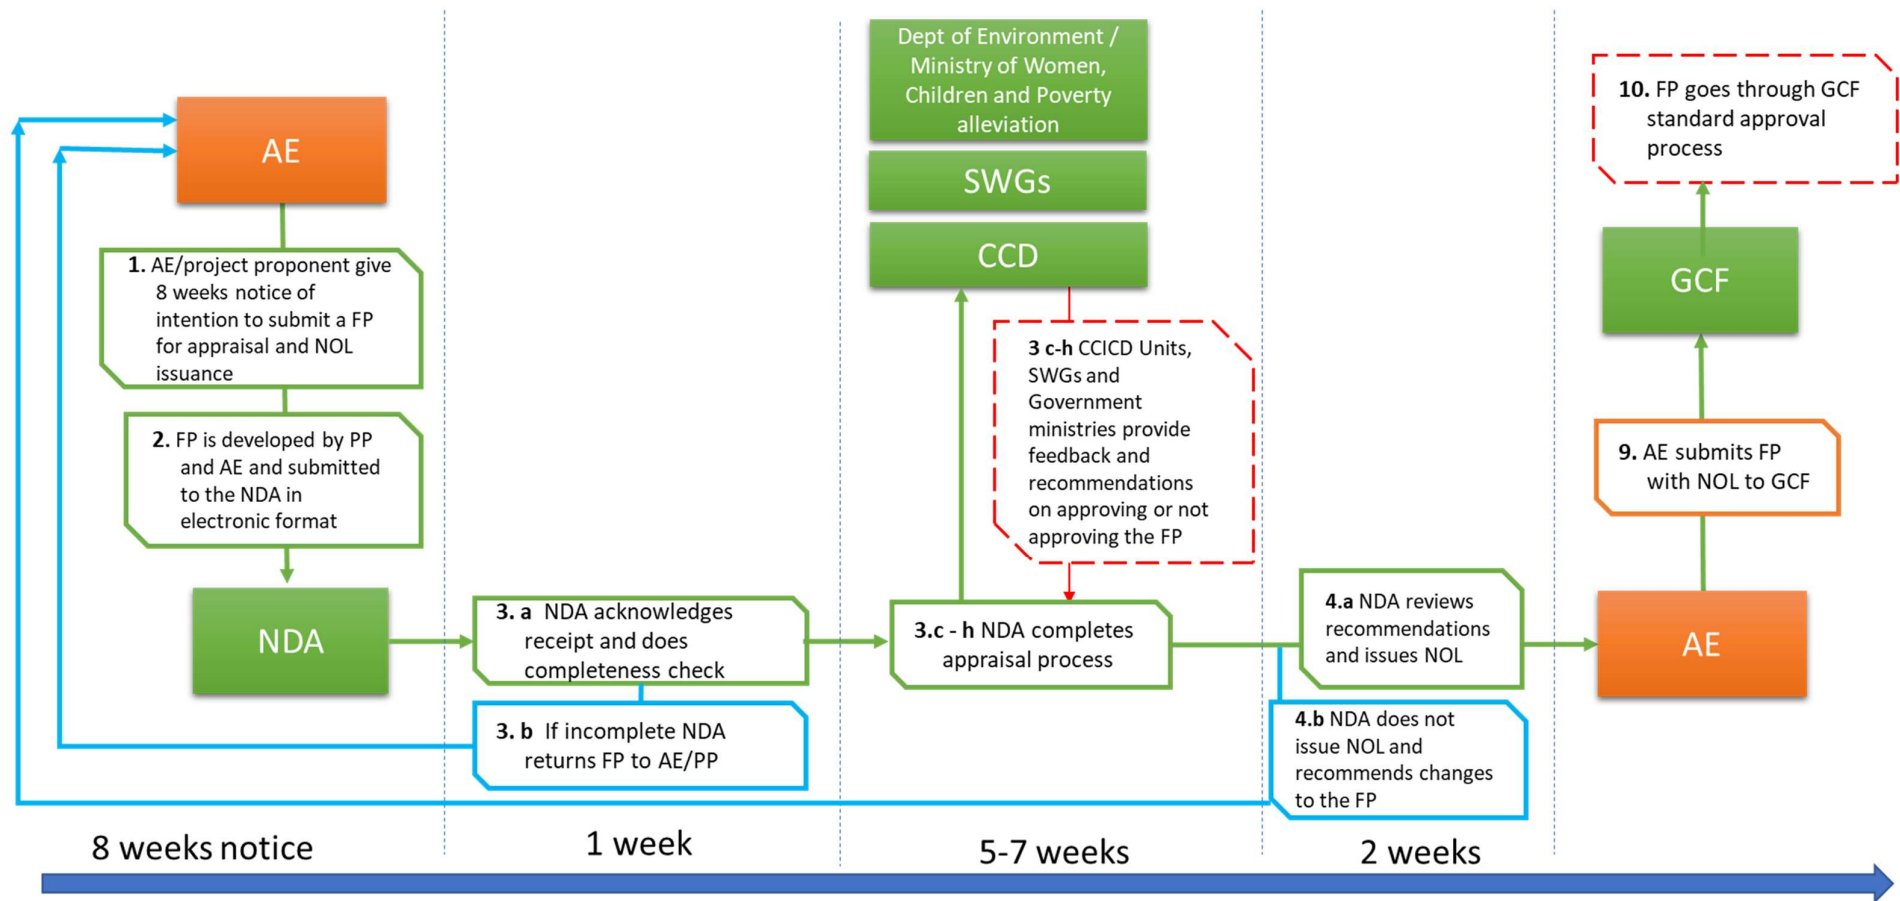 AE
1. AE/project proponent give
8 weeks notice of
intention to submit a FP
for appraisal and NOL
issuance
2. FP is developed by PP
and AE and submitted
to the NDA in
electronic format
NDA
3. a NDA acknowledges
receipt and does
completeness check
3. b If incomplete NDA
returns FP to AE/PP
Dept of Environment /
Ministry of Women,
Children and Poverty
alleviation
SWGs
CCD
3 c-h CCICD Units,
SWGs and
Government
ministries provide
feedback and
recommendations
on approving or not
approving the FP
3.c - h NDA completes
appraisal process
4.a NDA reviews
recommendations
and issues NOL
4.b NDA does not
issue NOL and
recommends changes
to the FP
10. FP goes through GCF
standard approval
process
GCF
9. AE submits FP
with NOL to GCF
AE
8 weeks notice
1 week
5-7 weeks
2 weeks